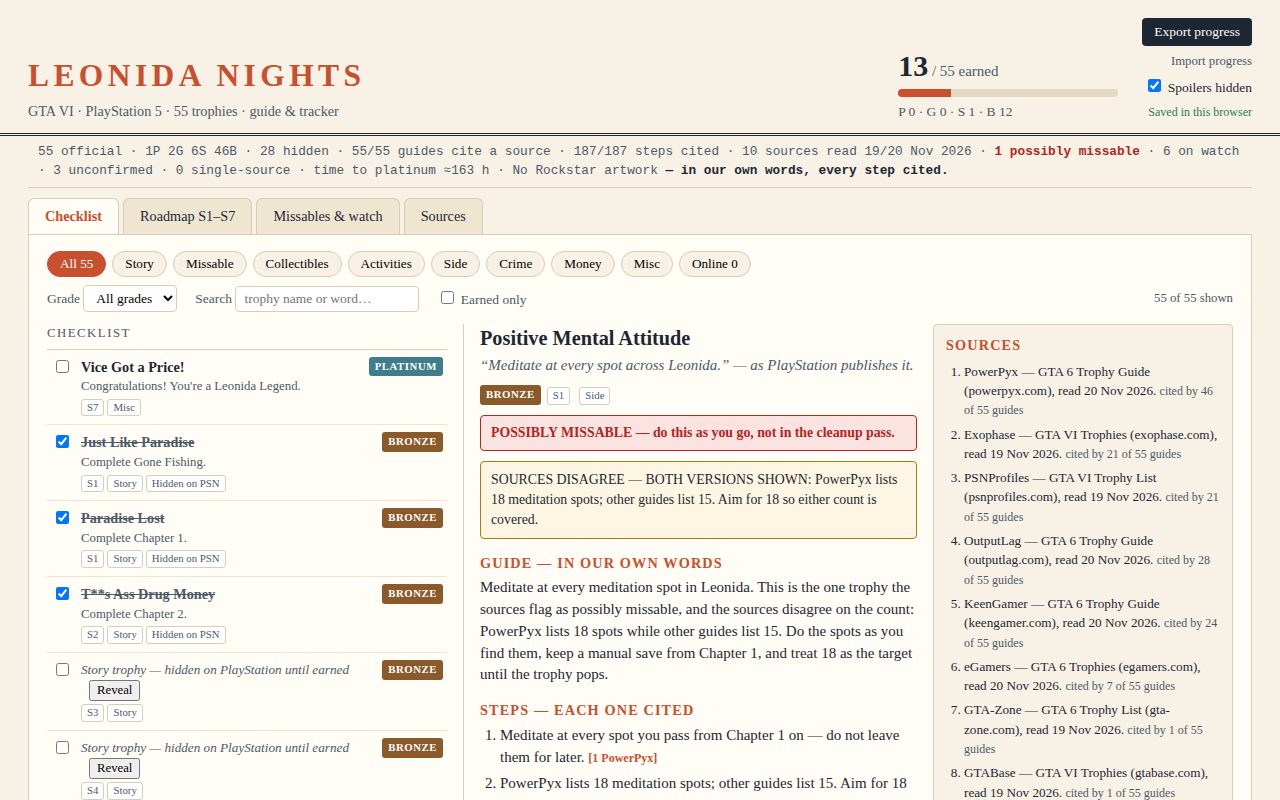 Export progress
LEONIDA NIGHTS
13 / 55 earned
Import progress
Spoilers hidden
GTA VI · PlayStation 5 · 55 trophies · guide & tracker
P 0 · G 0 · S 1 · B 12
Saved in this browser
55 official · 1P 2G 6S 46B · 28 hidden · 55/55 guides cite a source · 187/187 steps cited · 10 sources read 19/20 Nov 2026 · 1 possibly missable · 6 on watch
· 3 unconfirmed · 0 single-source · time to platinum ≈163 h · No Rockstar artwork — in our own words, every step cited.
Checklist
Roadmap S1–S7
Missables & watch
Sources
All 55
Story
Missable
Collectibles
Activities
Side
Crime
Money
Misc
Online 0
Grade All grades
Search trophy name or word…
Earned only
55 of 55 shown
CHECKLIST
Vice Got a Price!
PLATINUM
Congratulations! You're a Leonida Legend.
S7 Misc
Just Like Paradise
BRONZE
Complete Gone Fishing.
S1 Story Hidden on PSN
Paradise Lost
BRONZE
Complete Chapter 1.
S1 Story Hidden on PSN
T**s Ass Drug Money
BRONZE
Complete Chapter 2.
S2 Story Hidden on PSN
Story trophy — hidden on PlayStation until earned
BRONZE
Reveal
S3 Story
Story trophy — hidden on PlayStation until earned
BRONZE
Reveal
S4 Story
Positive Mental Attitude
“Meditate at every spot across Leonida.” — as PlayStation publishes it.
BRONZE S1 Side
POSSIBLY MISSABLE — do this as you go, not in the cleanup pass.
SOURCES DISAGREE — BOTH VERSIONS SHOWN: PowerPyx lists
18 meditation spots; other guides list 15. Aim for 18 so either count is
covered.
GUIDE — IN OUR OWN WORDS
Meditate at every meditation spot in Leonida. This is the one trophy the
sources flag as possibly missable, and the sources disagree on the count:
PowerPyx lists 18 spots while other guides list 15. Do the spots as you
find them, keep a manual save from Chapter 1, and treat 18 as the target
until the trophy pops.
STEPS — EACH ONE CITED
1. Meditate at every spot you pass from Chapter 1 on — do not leave
them for later. [1 PowerPyx]
2. PowerPyx lists 18 meditation spots; other guides list 15. Aim for 18
SOURCES
1. PowerPyx — GTA 6 Trophy Guide
(powerpyx.com), read 20 Nov 2026. cited by 46
of 55 guides
2. Exophase — GTA VI Trophies (exophase.com),
read 19 Nov 2026. cited by 21 of 55 guides
3. PSNProfiles — GTA VI Trophy List
(psnprofiles.com), read 19 Nov 2026. cited by 21
of 55 guides
4. OutputLag — GTA 6 Trophy Guide
(outputlag.com), read 20 Nov 2026. cited by 28
of 55 guides
5. KeenGamer — GTA 6 Trophy Guide
(keengamer.com), read 20 Nov 2026. cited by 24
of 55 guides
6. eGamers — GTA 6 Trophies (egamers.com),
read 20 Nov 2026. cited by 7 of 55 guides
7. GTA-Zone — GTA 6 Trophy List (gta-
zone.com), read 19 Nov 2026. cited by 1 of 55
guides
8. GTABase — GTA VI Trophies (gtabase.com),
read 19 Nov 2026. cited by 1 of 55 guides